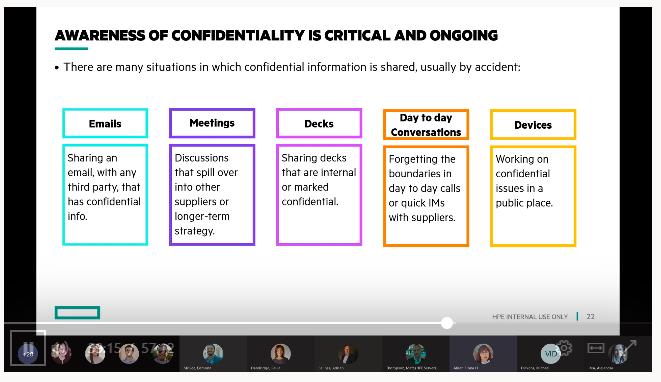 AWARENESS OF CONFIDENTIALITY IS CRITICAL AND ONGOING
• There are many situations in which confidential information is shared, usually by accident:
Emails
Sharing an
email, with any
third party, that
has confidential
info.
Meetings
Discussions
that spill over
into other
suppliers or
longer-term
strategy.
Decks
Sharing decks
that are internal
or marked
confidential.
Day to day
Conversations
Forgetting the
boundaries in
day to day calls
or quick IMs
with suppliers.
Devices
Working on
confidential
issues in a
public place.
HPE INTERNAL USE ONLY
22
VID